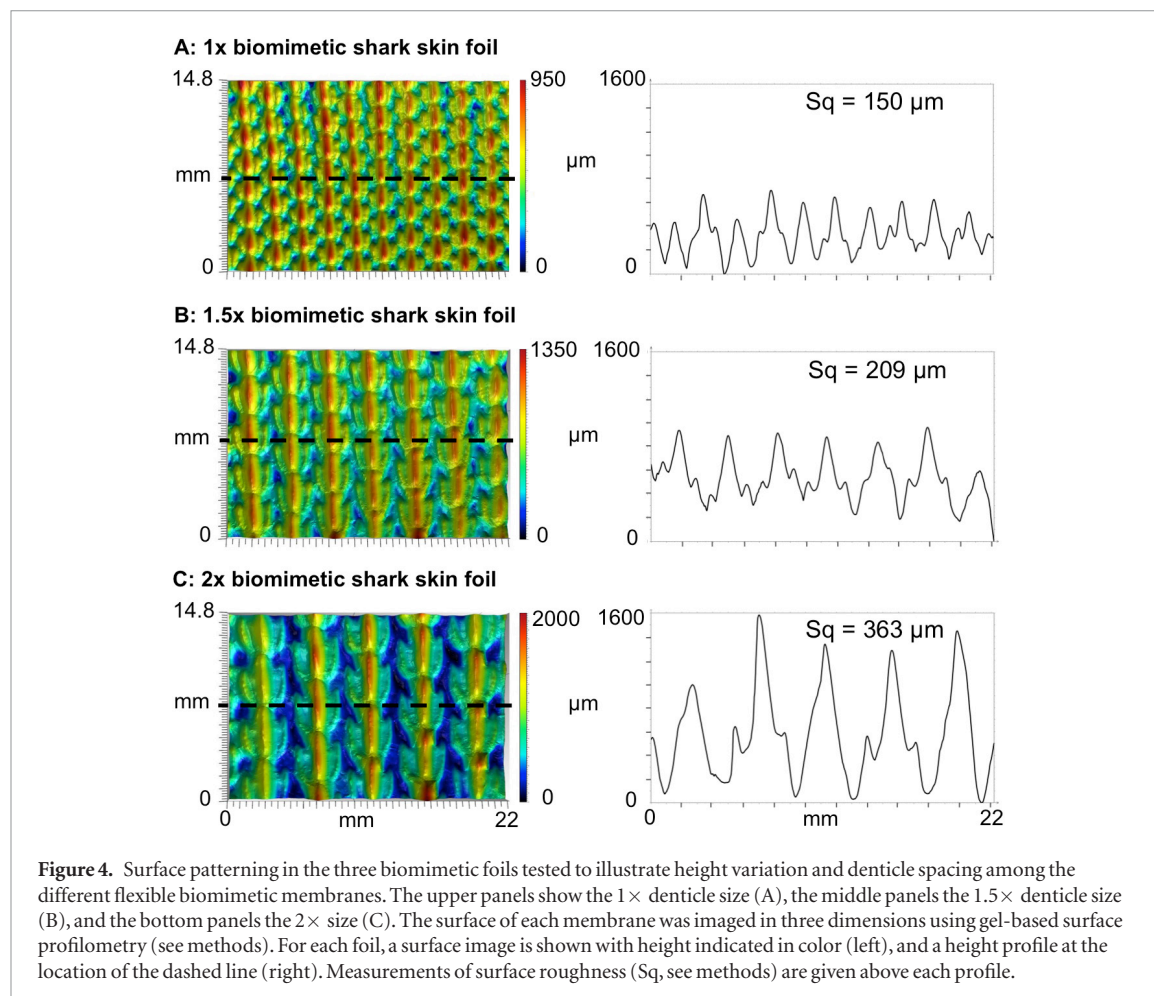 A: 1x biomimetic shark skin foil
14.8
950
1600
Sq = 150 µm
mm
µm
0
0
0
B: 1.5x biomimetic shark skin foil
14.8
1350
1600
Sq = 209 µm
mm
µm
0
0
0
C: 2x biomimetic shark skin foil
14.8
2000
1600
Sq = 363 µm
mm
µm
0
0
0
0
mm
22
0
mm
22
Figure 4. Surface patterning in the three biomimetic foils tested to illustrate height variation and denticle spacing among the
different flexible biomimetic membranes. The upper panels show the 1× denticle size (A), the middle panels the 1.5× denticle size
(B), and the bottom panels the 2× size (C). The surface of each membrane was imaged in three dimensions using gel-based surface
profilometry (see methods). For each foil, a surface image is shown with height indicated in color (left), and a height profile at the
location of the dashed line (right). Measurements of surface roughness (Sq, see methods) are given above each profile.